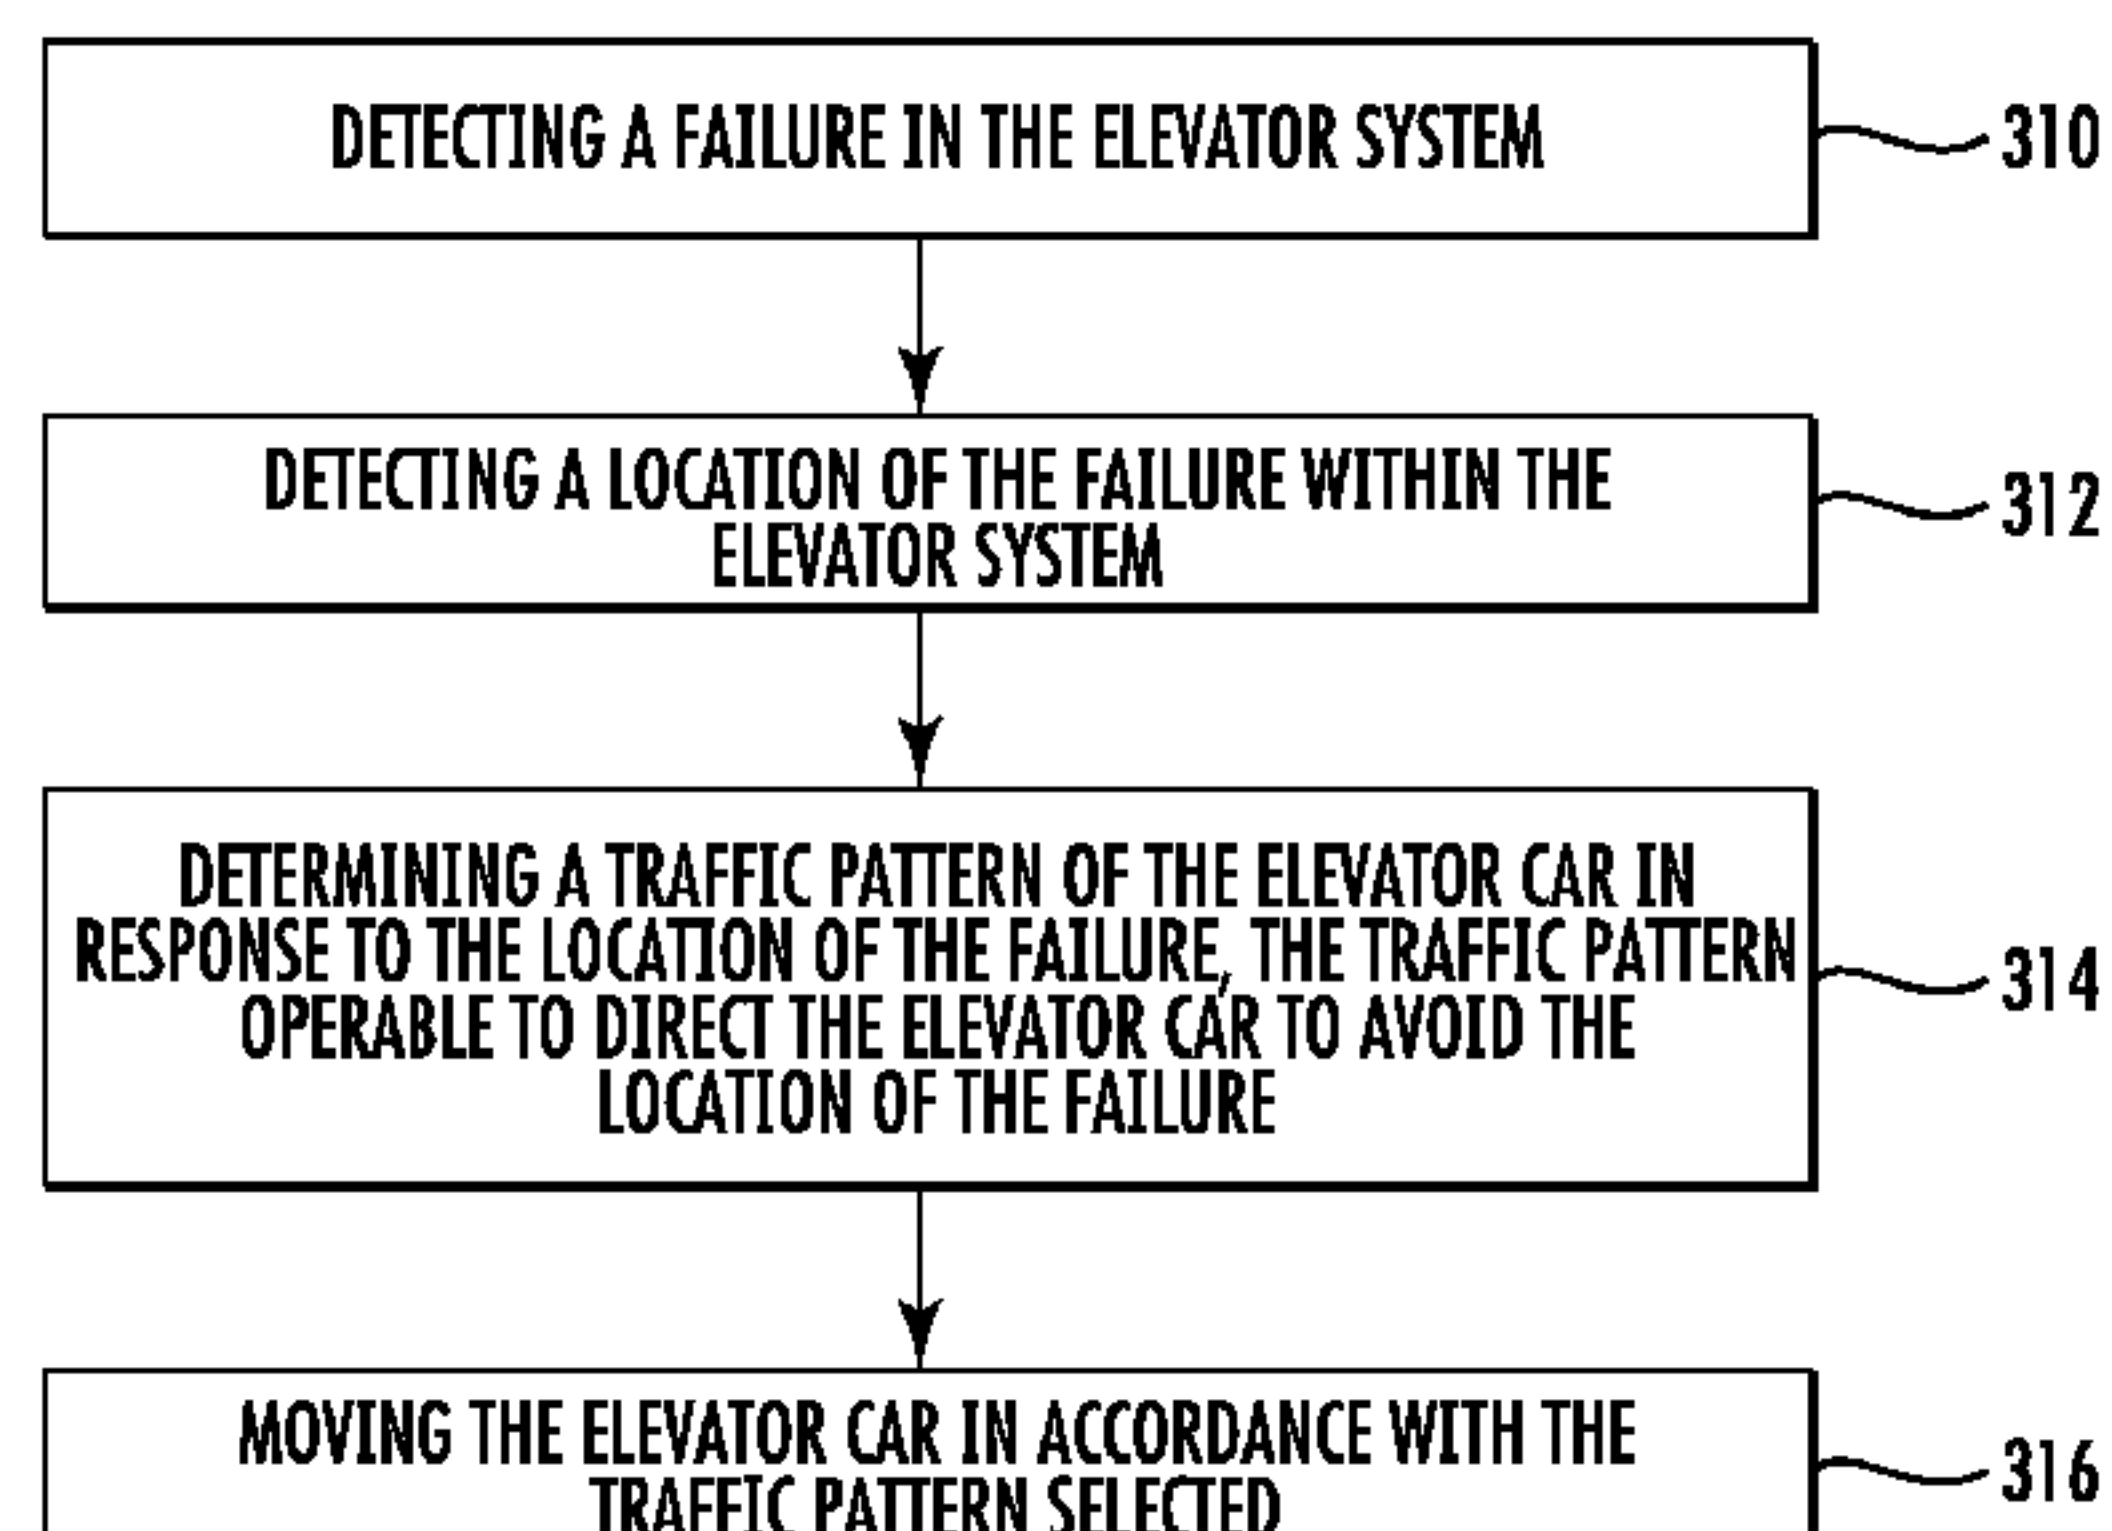 DETECTING A FAILURE IN THE ELEVATOR SYSTEM
310
DETECTING A LOCATION OF THE FAILURE WITHIN THE
ELEVATOR SYSTEM
312
DETERMINING A TRAFFIC PATTERN OF THE ELEVATOR CAR IN
RESPONSE TO THE LOCATION OF THE FAILURE, THE TRAFFIC PATTERN
OPERABLE TO DIRECT THE ELEVATOR CAR TO AVOID THE
LOCATION OF THE FAILURE
314
MOVING THE ELEVATOR CAR IN ACCORDANCE WITH THE
TRAFFIC PATTERN SELECTED
316